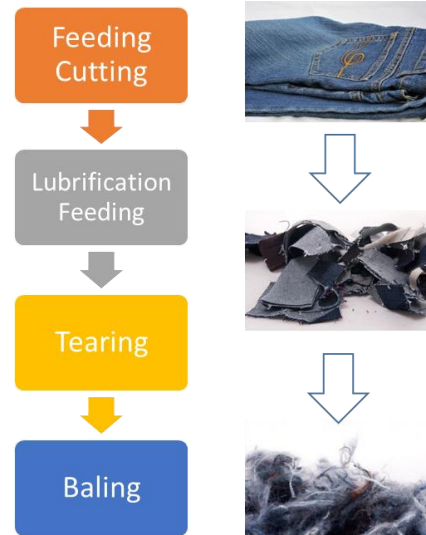 Feeding
Cutting
Lubrification
Feeding
Tearing
Baling